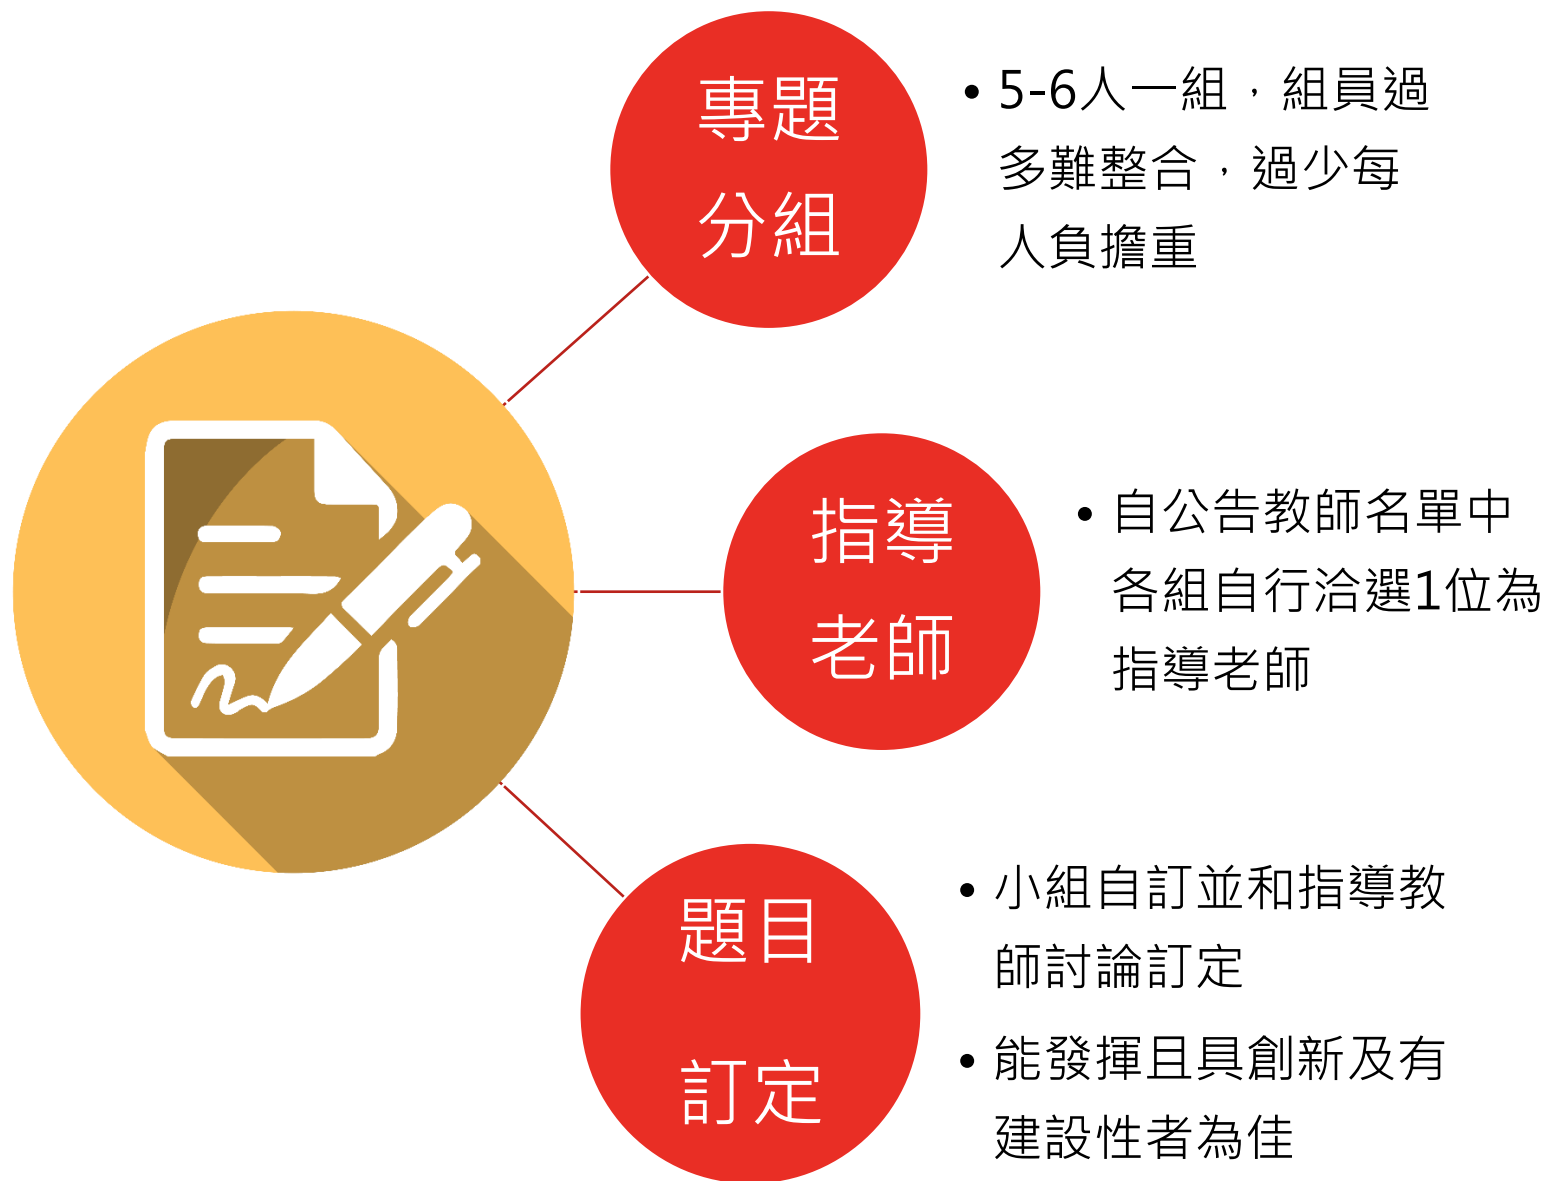 專題
分組
• 5-6人一組，組員過
多難整合，過少每
人負擔重
指導
老師
• 自公告教師名單中
各組自行洽選1位為
指導老師
題目
訂定
• 小組自訂並和指導教
師討論訂定
• 能發揮且具創新及有
建設性者為佳